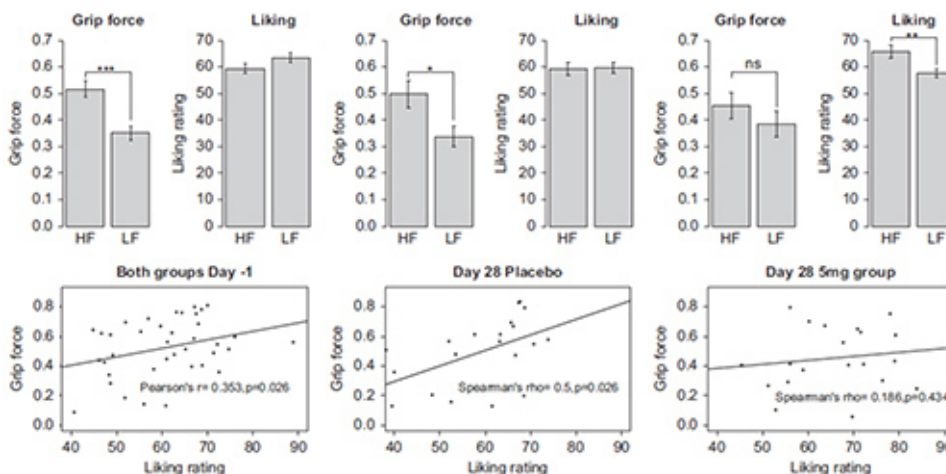 Grip force
Liking
Grip force
Liking
Grip force
Liking
0.7
0.6
0.5
0.4
0.3
0.2
0.1
0.0
Grip force
***
HF
LF
70
60
50
40
30
20
10
0
Liking rating
HF
LF
0.7
0.6
0.5
0.4
0.3
0.2
0.1
0.0
Grip force
*
HF
LF
70
60
50
40
30
20
10
0
Liking rating
HF
LF
0.7
0.6
0.5
0.4
0.3
0.2
0.1
0.0
Grip force
ns
HF
LF
70
60
50
40
30
20
10
0
Liking rating
**
HF
LF
Both groups Day -1
0.8
0.6
0.4
0.2
0.0
Grip force
Pearson's r= 0.353,p=0.026
40 50 60 70 80 90
Liking rating
Day 28 Placebo
0.8
0.6
0.4
0.2
0.0
Grip force
Spearman's rho= 0.5,p=0.026
40 50 60 70 80 90
Liking rating
Day 28 5mg group
0.8
0.6
0.4
0.2
0.0
Grip force
Spearman's rho= 0.186,p=0.434
40 50 60 70 80 90
Liking rating